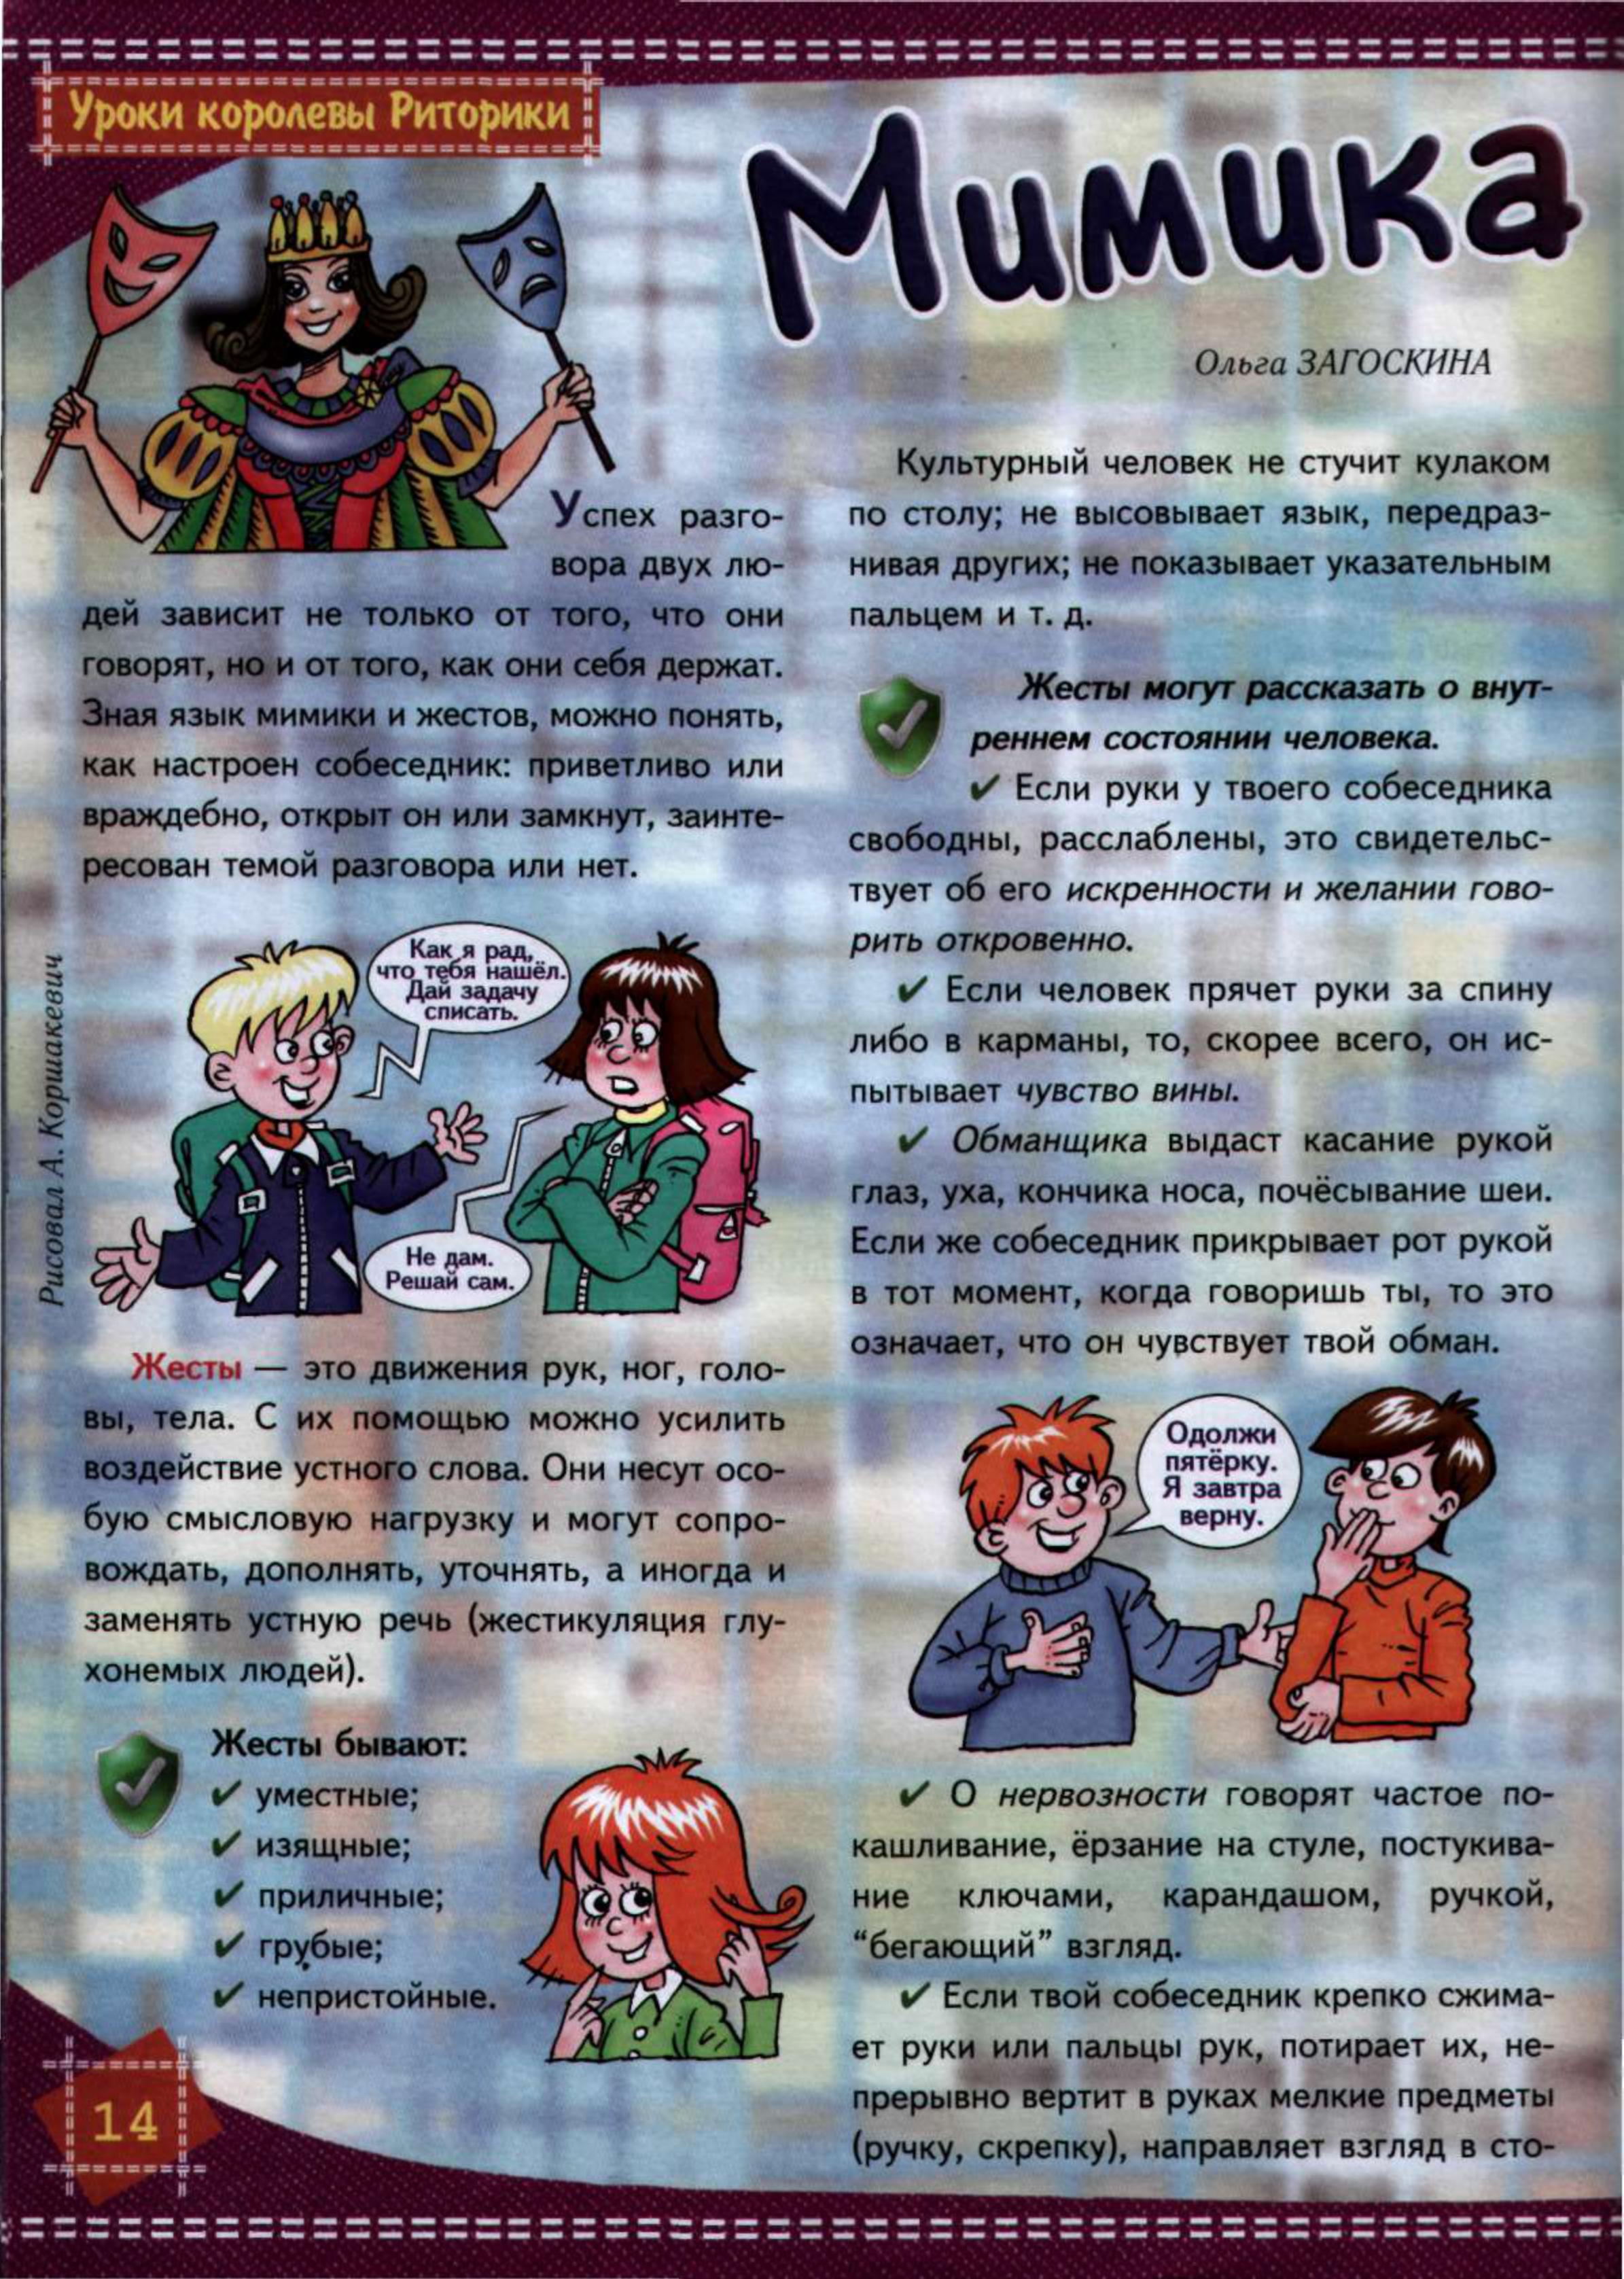 Уроки королевы Риторики
Мимика
Ольга ЗАГОСКИНА
Успех разго-
вора двух лю-
дей зависит не только от того, что они
говорят, но и от того, как они себя держат.
Зная язык мимики и жестов, можно понять,
как настроен собеседник: приветливо или
враждебно, открыт он или замкнут, заинте-
ресован темой разговора или нет.
Как я рад,
что тебя нашёл.
Дай задачу
списать.
Не дам.
Решай сам.
Рисовал А. Коршакевич
Жесты — это движения рук, ног, голо-
вы, тела. С их помощью можно усилить
воздействие устного слова. Они несут осо-
бую смысловую нагрузку и могут сопро-
вождать, дополнять, уточнять, а иногда и
заменять устную речь (жестикуляция глу-
хонемых людей).
Жесты бывают:
✔ уместные;
✔ изящные;
✔ приличные;
✔ грубые;
✔ непристойные.
14
Культурный человек не стучит кулаком
по столу; не высовывает язык, передраз-
нивая других; не показывает указательным
пальцем и т. д.
Жесты могут рассказать о внут-
реннем состоянии человека.
✔ Если руки у твоего собеседника
свободны, расслаблены, это свидетельс-
твует об его искренности и желании гово-
рить откровенно.
✔ Если человек прячет руки за спину
либо в карманы, то, скорее всего, он ис-
пытывает чувство вины.
✔ Обманщика выдаст касание рукой
глаз, уха, кончика носа, почёсывание шеи.
Если же собеседник прикрывает рот рукой
в тот момент, когда говоришь ты, то это
означает, что он чувствует твой обман.
Одолжи
пятёрку.
Я завтра
верну.
✔ О нервозности говорят частое по-
кашливание, ёрзание на стуле, постукива-
ние ключами, карандашом, ручкой,
“бегающий” взгляд.
✔ Если твой собеседник крепко сжима-
ет руки или пальцы рук, потирает их, не-
прерывно вертит в руках мелкие предметы
(ручку, скрепку), направляет взгляд в сто-